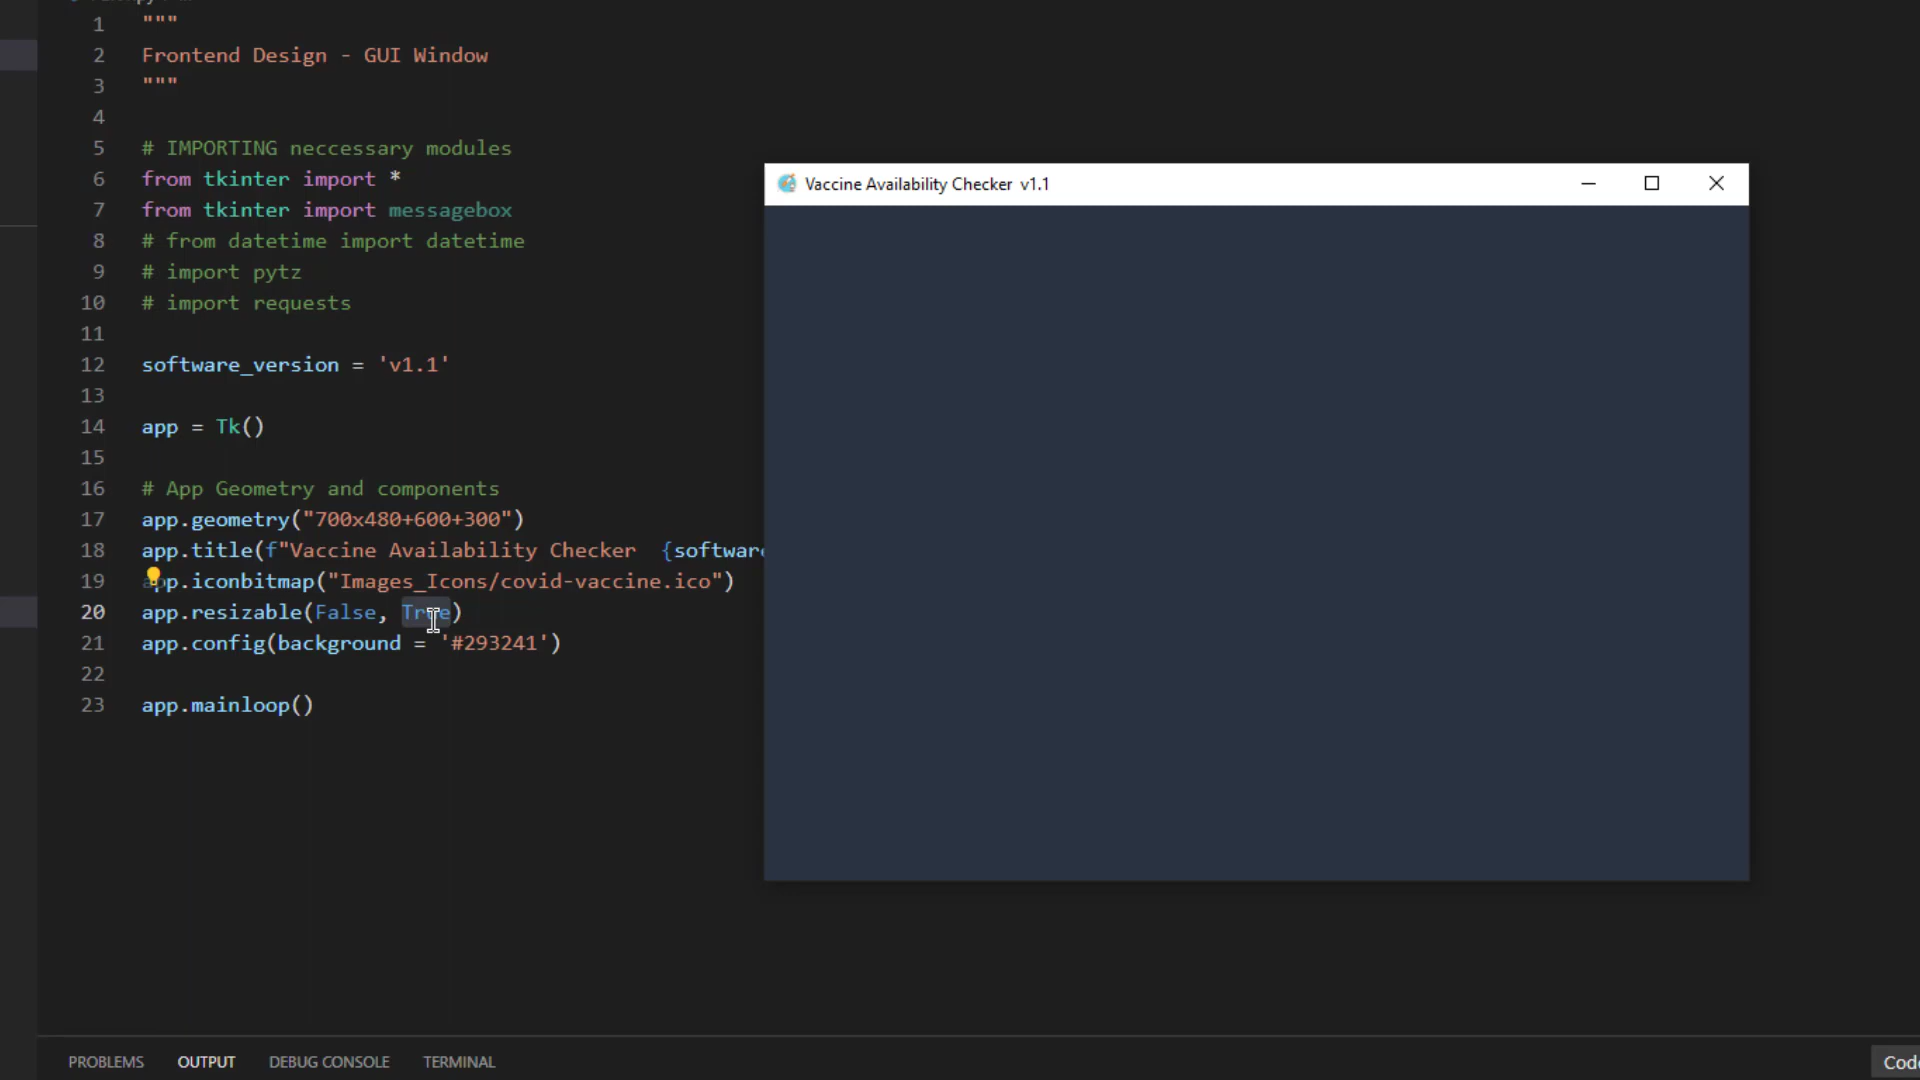 1 """
2 Frontend Design - GUI Window
3 """
4
5 # IMPORTING neccessary modules
6 from tkinter import *
7 from tkinter import messagebox
8 # from datetime import datetime
9 # import pytz
10 # import requests
11
12 software_version = 'v1.1'
13
14 app = Tk()
15
16 # App Geometry and components
17 app.geometry("700x480+600+300")
18 app.title(f"Vaccine Availability Checker {software
19 app.iconbitmap("Images_Icons/covid-vaccine.ico")
20 app.resizable(False, True)
21 app.config(background = '#293241')
22
23 app.mainloop()
Vaccine Availability Checker v1.1
PROBLEMS OUTPUT DEBUG CONSOLE TERMINAL
Code